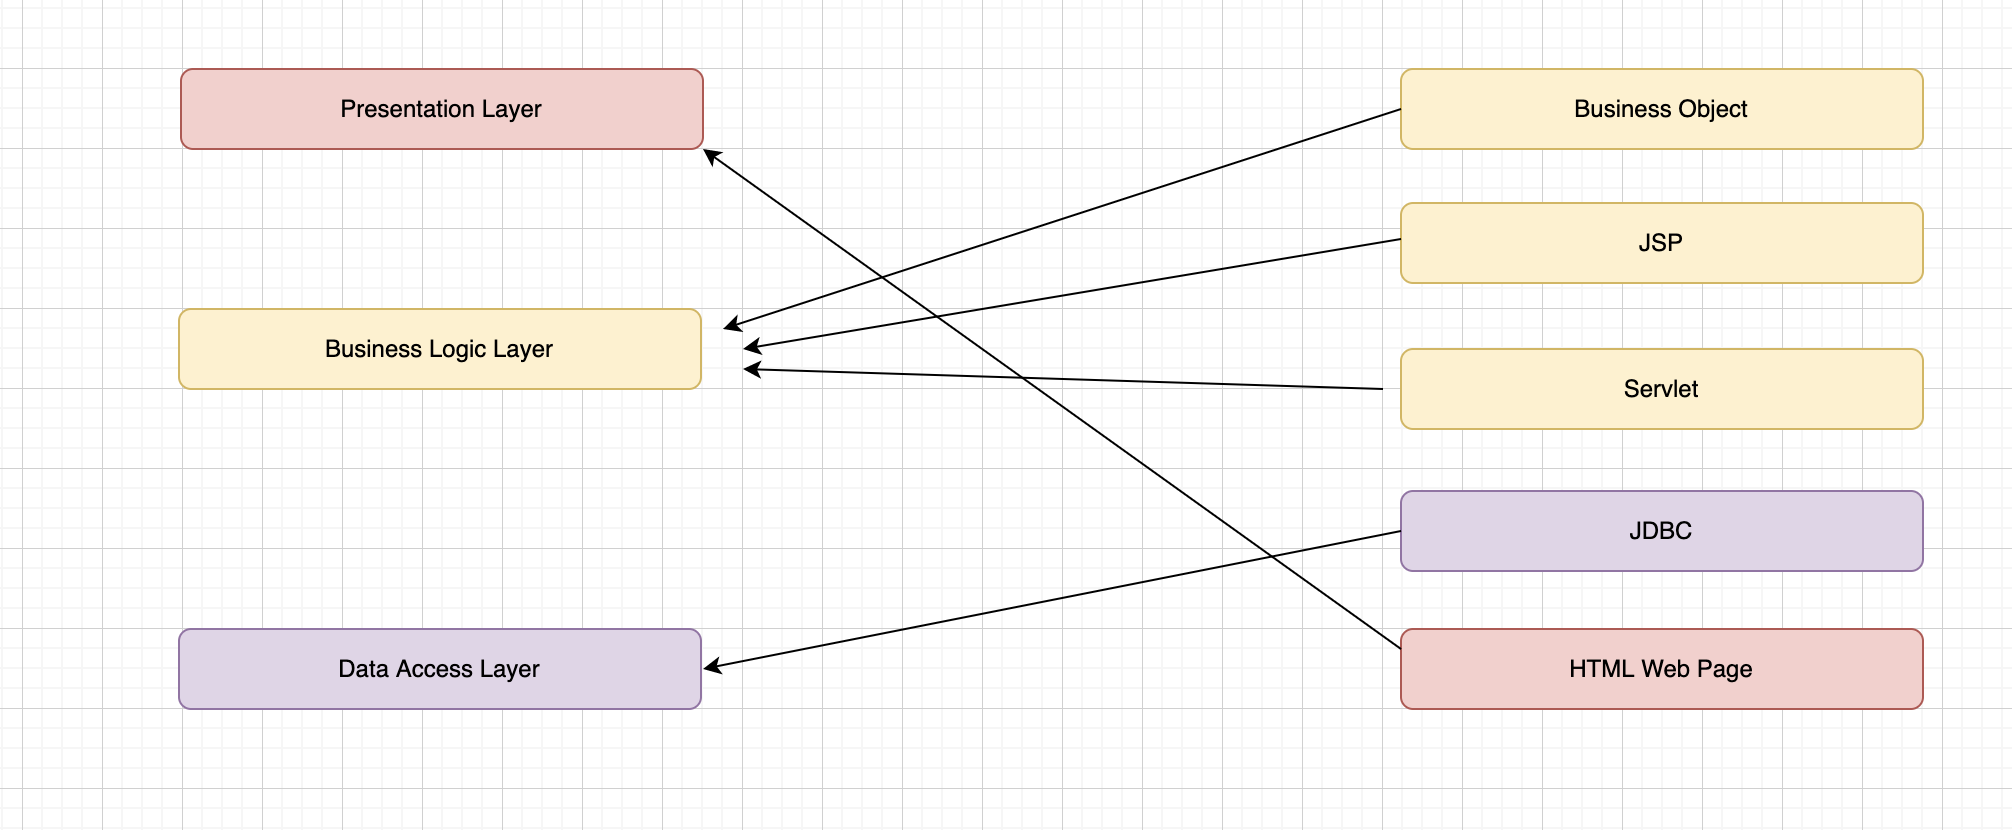 Presentation Layer
Business Logic Layer
Data Access Layer
Business Object
JSP
Servlet
JDBC
HTML Web Page